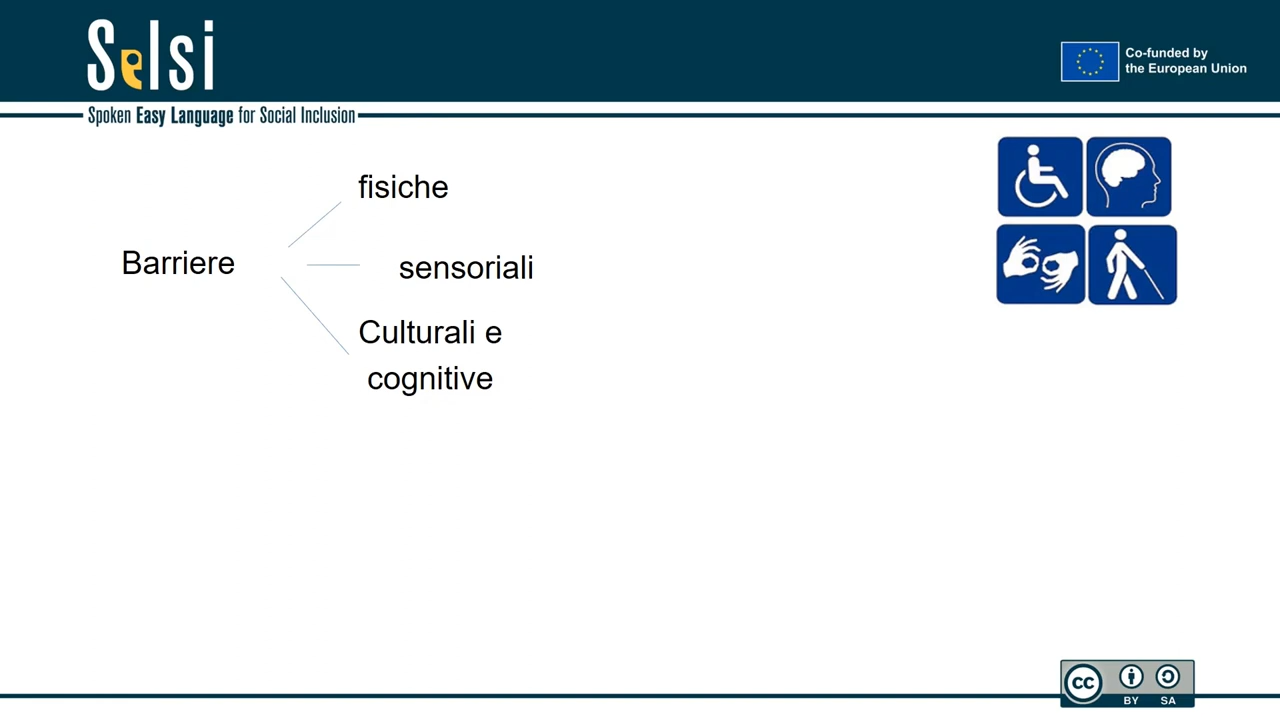 Selsi
Spoken Easy Language for Social Inclusion
Co-funded by
the European Union
fisiche
Barriere
sensoriali
Culturali e
cognitive
cc
BY SA